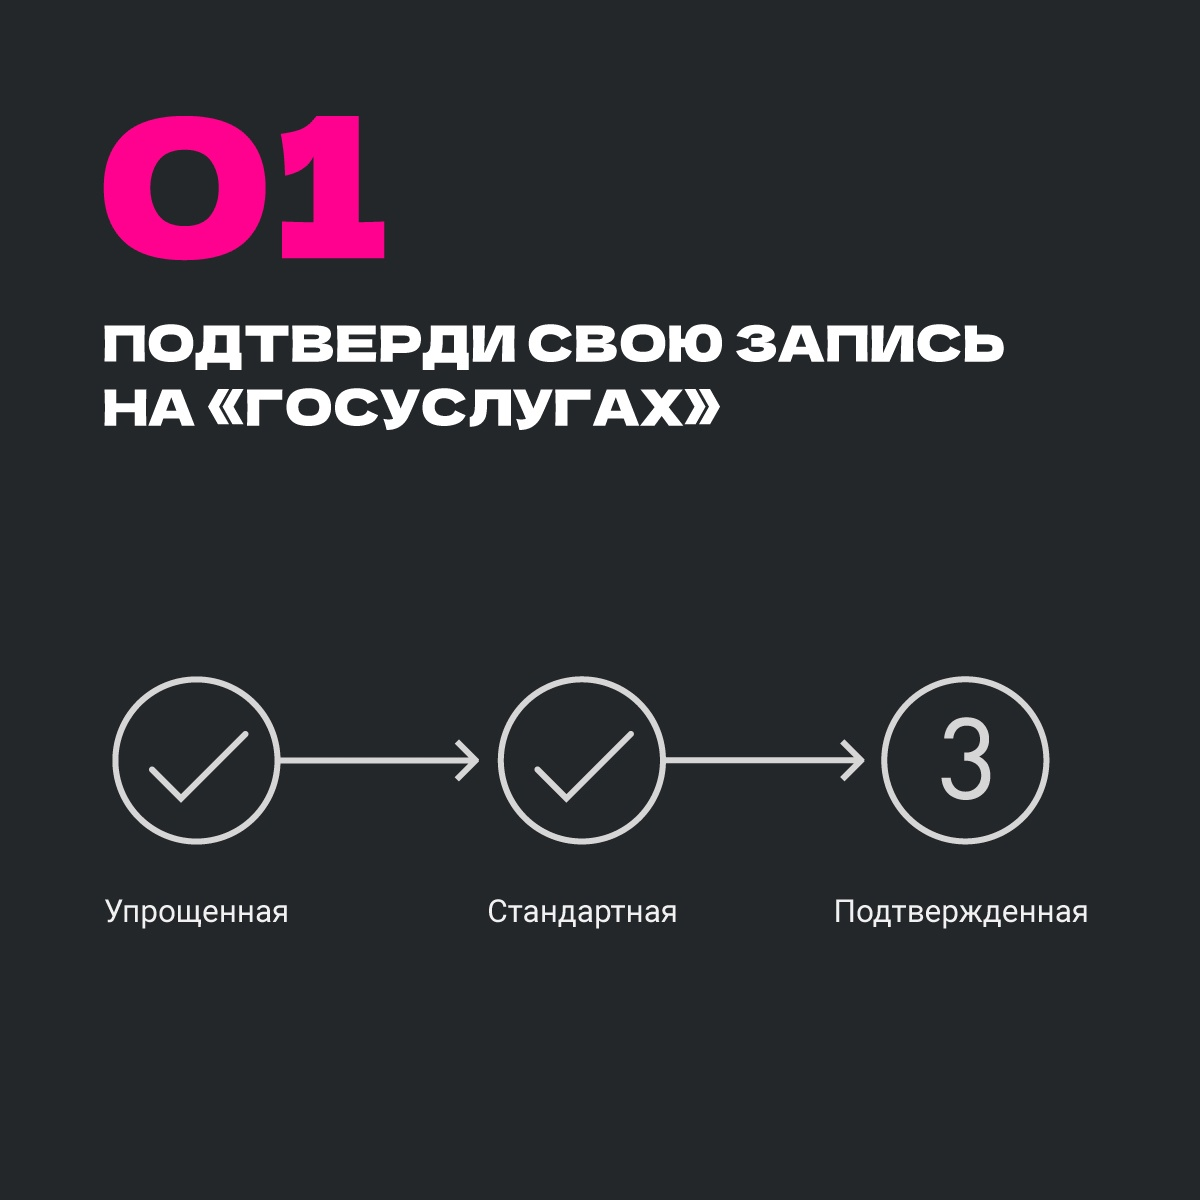 01
ПОДТВЕРДИ СВОЮ ЗАПИСЬ
НА «ГОСУСЛУГАХ»
3
Упрощенная
Стандартная
Подтвержденная